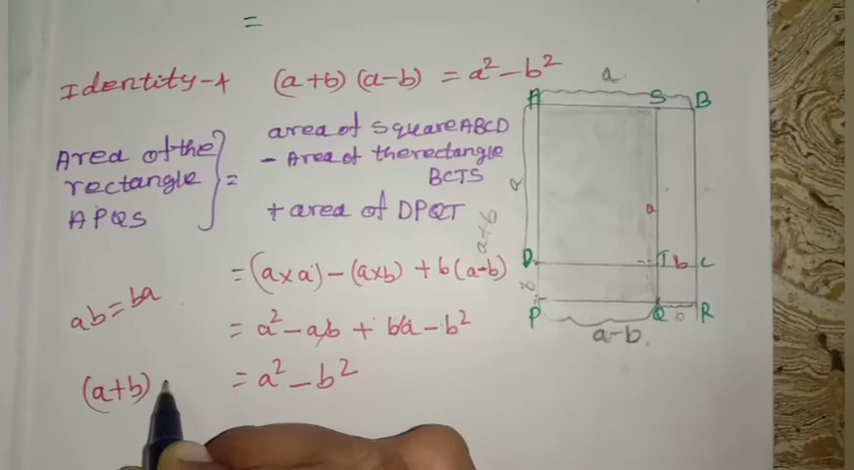 =
Identity-4 (a+b) (a-b) = a² - b²
Area of the rectangle APQS } =
area of square ABCD
- Area of the rectangle
BCTS
+ area of DPQT
= (a x a) - (a x b) + b(a-b)
ab = ba
= a² - ab + ba - b²
(a+b)
= a² - b²
a
A S B
a
a
a+b
D T b C
b
P Q b R
a-b.